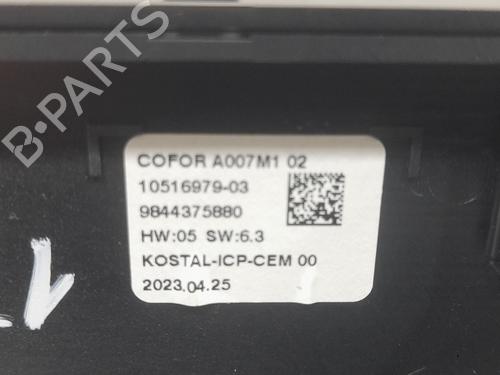 B-PARTS
COFOR A007M1 02
10516979-03
9844375880
HW:05 SW:6.3
KOSTAL-ICP-CEM 00
2023.04.25